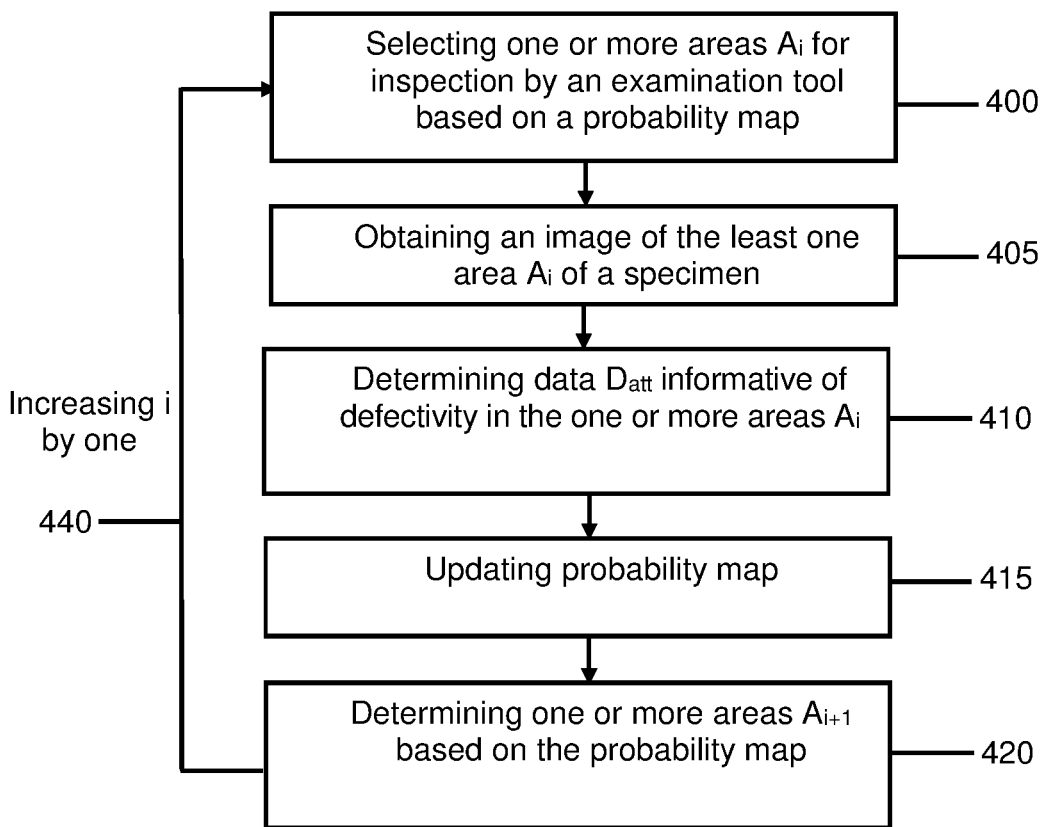 Selecting one or more areas Ai for
inspection by an examination tool
based on a probability map
400
Obtaining an image of the least one
area Ai of a specimen
405
Determining data Datt informative of
defectivity in the one or more areas Ai
410
Increasing i
by one
440
Updating probability map
415
Determining one or more areas Ai+1
based on the probability map
420